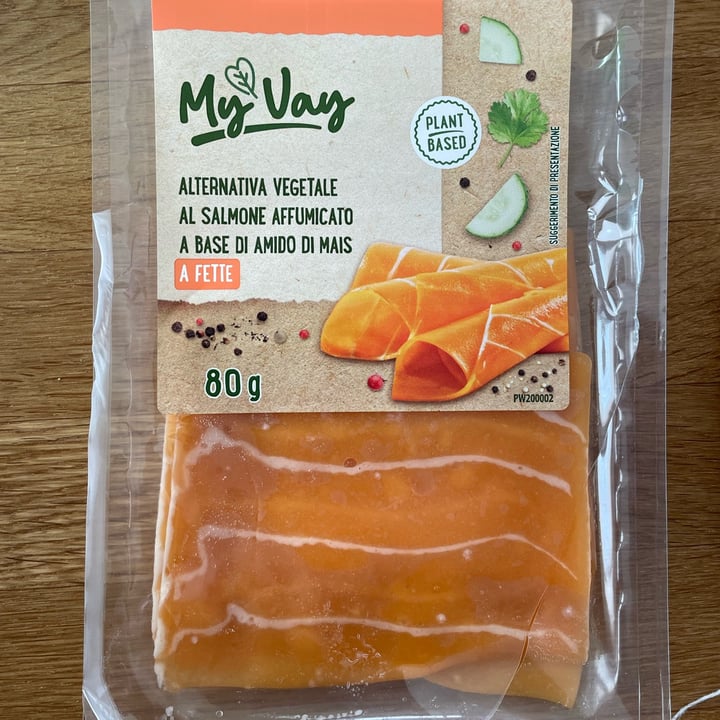 My Vay
PLANT
BASED
ALTERNATIVA VEGETALE
AL SALMONE AFFUMICATO
A BASE DI AMIDO DI MAIS
A FETTE
80 g
SUGGERIMENTO DI PRESENTAZIONE
PW200002